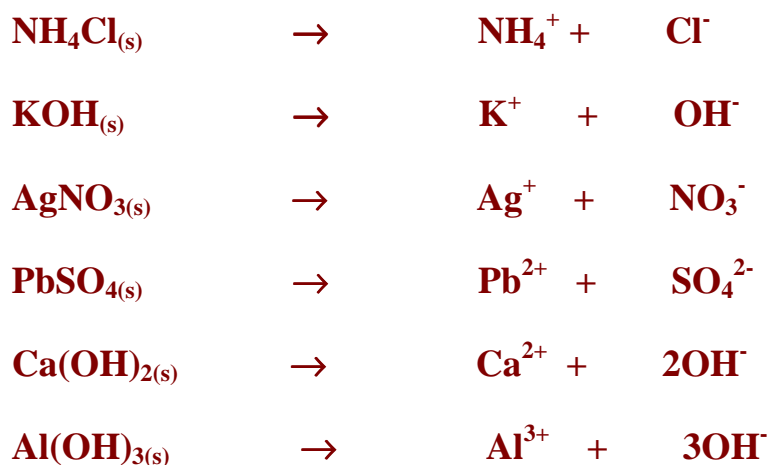 NH₄Cl₍ₛ₎ → NH₄⁺ + Cl⁻
KOH₍ₛ₎ → K⁺ + OH⁻
AgNO₃₍ₛ₎ → Ag⁺ + NO₃⁻
PbSO₄₍ₛ₎ → Pb²⁺ + SO₄²⁻
Ca(OH)₂₍ₛ₎ → Ca²⁺ + 2OH⁻
Al(OH)₃₍ₛ₎ → Al³⁺ + 3OH⁻